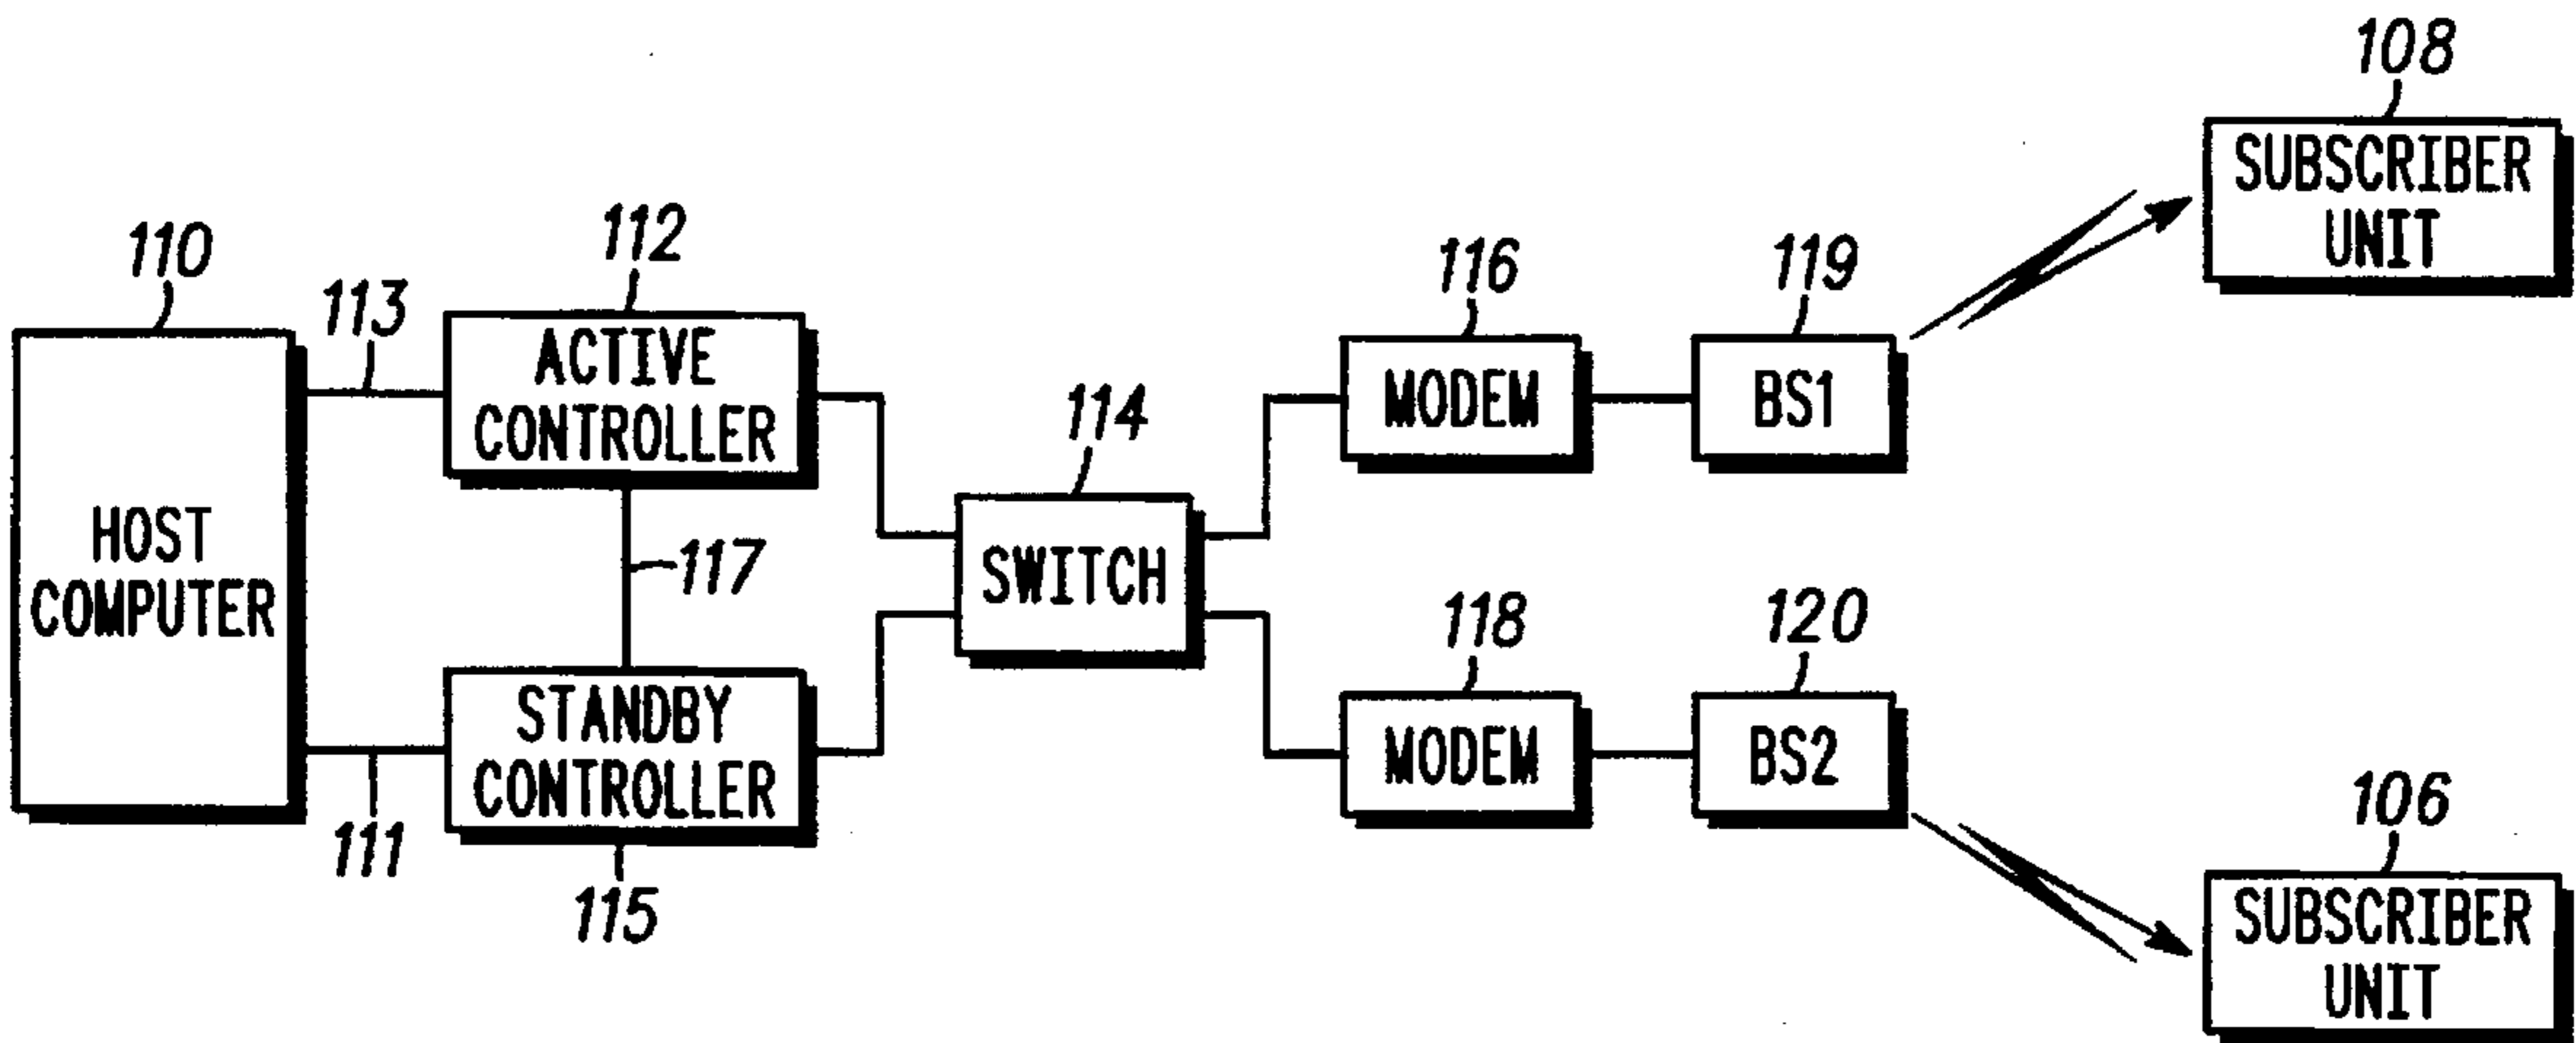 108
SUBSCRIBER
UNIT
110
113
112
ACTIVE
CONTROLLER
116
MODEM
119
BS1
114
SWITCH
HOST
COMPUTER
117
111
STANDBY
CONTROLLER
115
118
MODEM
120
BS2
106
SUBSCRIBER
UNIT